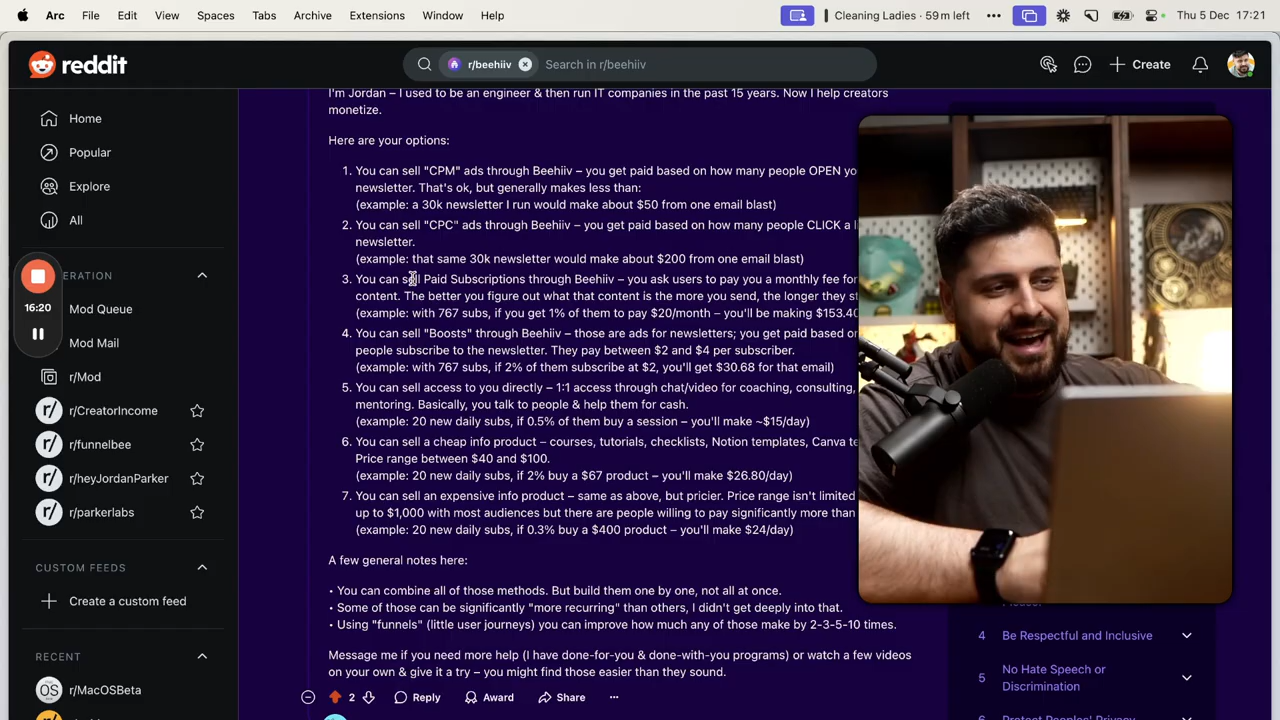 Arc File Edit View Spaces Tabs Archive Extensions Window Help Cleaning Ladies · 59 m left ••• Thu 5 Dec 17:21
reddit r/beehiiv Search in r/beehiiv Create
Home
Popular
Explore
All
ERATION
16:20
Mod Queue
Mod Mail
r/Mod
r/ r/CreatorIncome
r/ r/funnelbee
r/ r/heyJordanParker
r/ r/parkerlabs
CUSTOM FEEDS
Create a custom feed
RECENT
OS r/MacOSBeta
I'm Jordan – I used to be an engineer & then run IT companies in the past 15 years. Now I help creators
monetize.
Here are your options:
1. You can sell "CPM" ads through Beehiiv – you get paid based on how many people OPEN yo
newsletter. That's ok, but generally makes less than:
(example: a 30k newsletter I run would make about $50 from one email blast)
2. You can sell "CPC" ads through Beehiiv – you get paid based on how many people CLICK a l
newsletter.
(example: that same 30k newsletter would make about $200 from one email blast)
3. You can sell Paid Subscriptions through Beehiiv – you ask users to pay you a monthly fee for
content. The better you figure out what that content is the more you send, the longer they st
(example: with 767 subs, if you get 1% of them to pay $20/month – you'll be making $153.40
4. You can sell "Boosts" through Beehiiv – those are ads for newsletters; you get paid based on
people subscribe to the newsletter. They pay between $2 and $4 per subscriber.
(example: with 767 subs, if 2% of them subscribe at $2, you'll get $30.68 for that email)
5. You can sell access to you directly – 1:1 access through chat/video for coaching, consulting,
mentoring. Basically, you talk to people & help them for cash.
(example: 20 new daily subs, if 0.5% of them buy a session – you'll make ~$15/day)
6. You can sell a cheap info product – courses, tutorials, checklists, Notion templates, Canva te
Price range between $40 and $100.
(example: 20 new daily subs, if 2% buy a $67 product – you'll make $26.80/day)
7. You can sell an expensive info product – same as above, but pricier. Price range isn't limited
up to $1,000 with most audiences but there are people willing to pay significantly more than
(example: 20 new daily subs, if 0.3% buy a $400 product – you'll make $24/day)
A few general notes here:
• You can combine all of those methods. But build them one by one, not all at once.
• Some of those can be significantly "more recurring" than others, I didn't get deeply into that.
• Using "funnels" (little user journeys) you can improve how much any of those make by 2-3-5-10 times.
Message me if you need more help (I have done-for-you & done-with-you programs) or watch a few videos
on your own & give it a try – you might find those easier than they sound.
2 Reply Award Share •••
4 Be Respectful and Inclusive
5 No Hate Speech or
Discrimination
6 Protect Peoples' Privacy